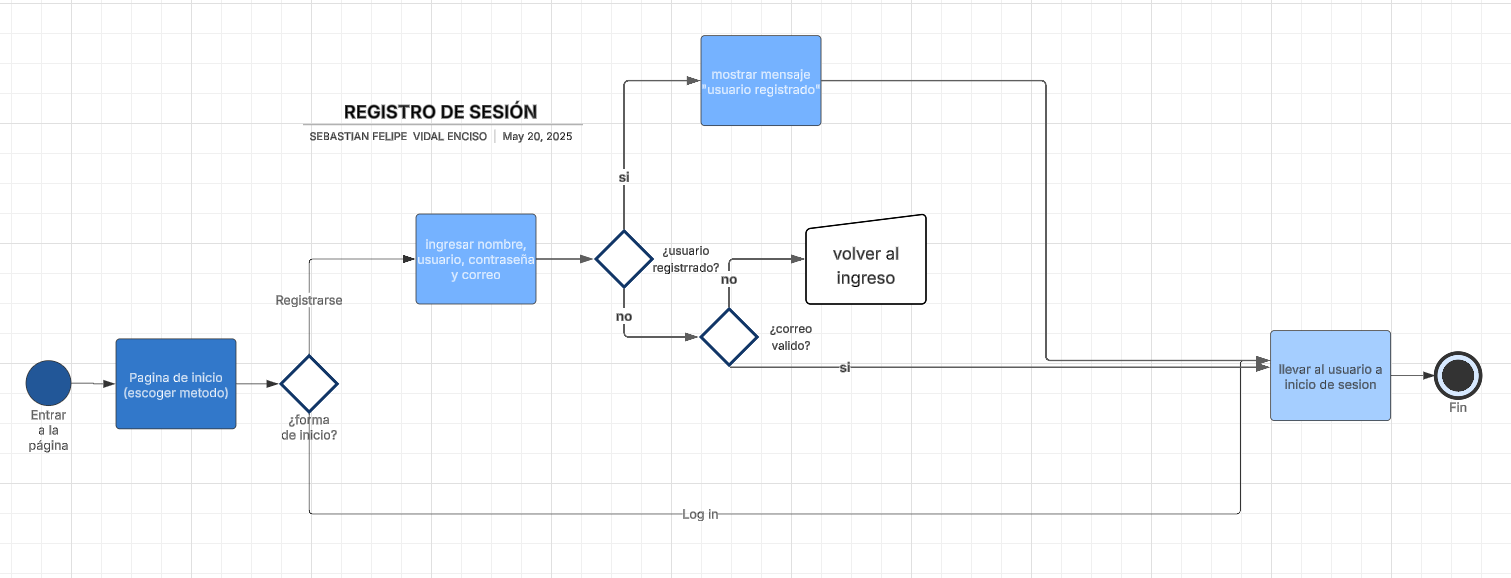 mostrar mensaje
"usuario registrado"
REGISTRO DE SESIÓN
SEBASTIAN FELIPE VIDAL ENCISO | May 20, 2025
si
ingresar nombre,
usuario, contraseña
y correo
¿usuario
registrrado?
volver al
ingreso
no
Registrarse
no
¿correo
valido?
Pagina de inicio
(escoger metodo)
si
llevar al usuario a
inicio de sesion
Entrar
a la
página
¿forma
de inicio?
Fin
Log in